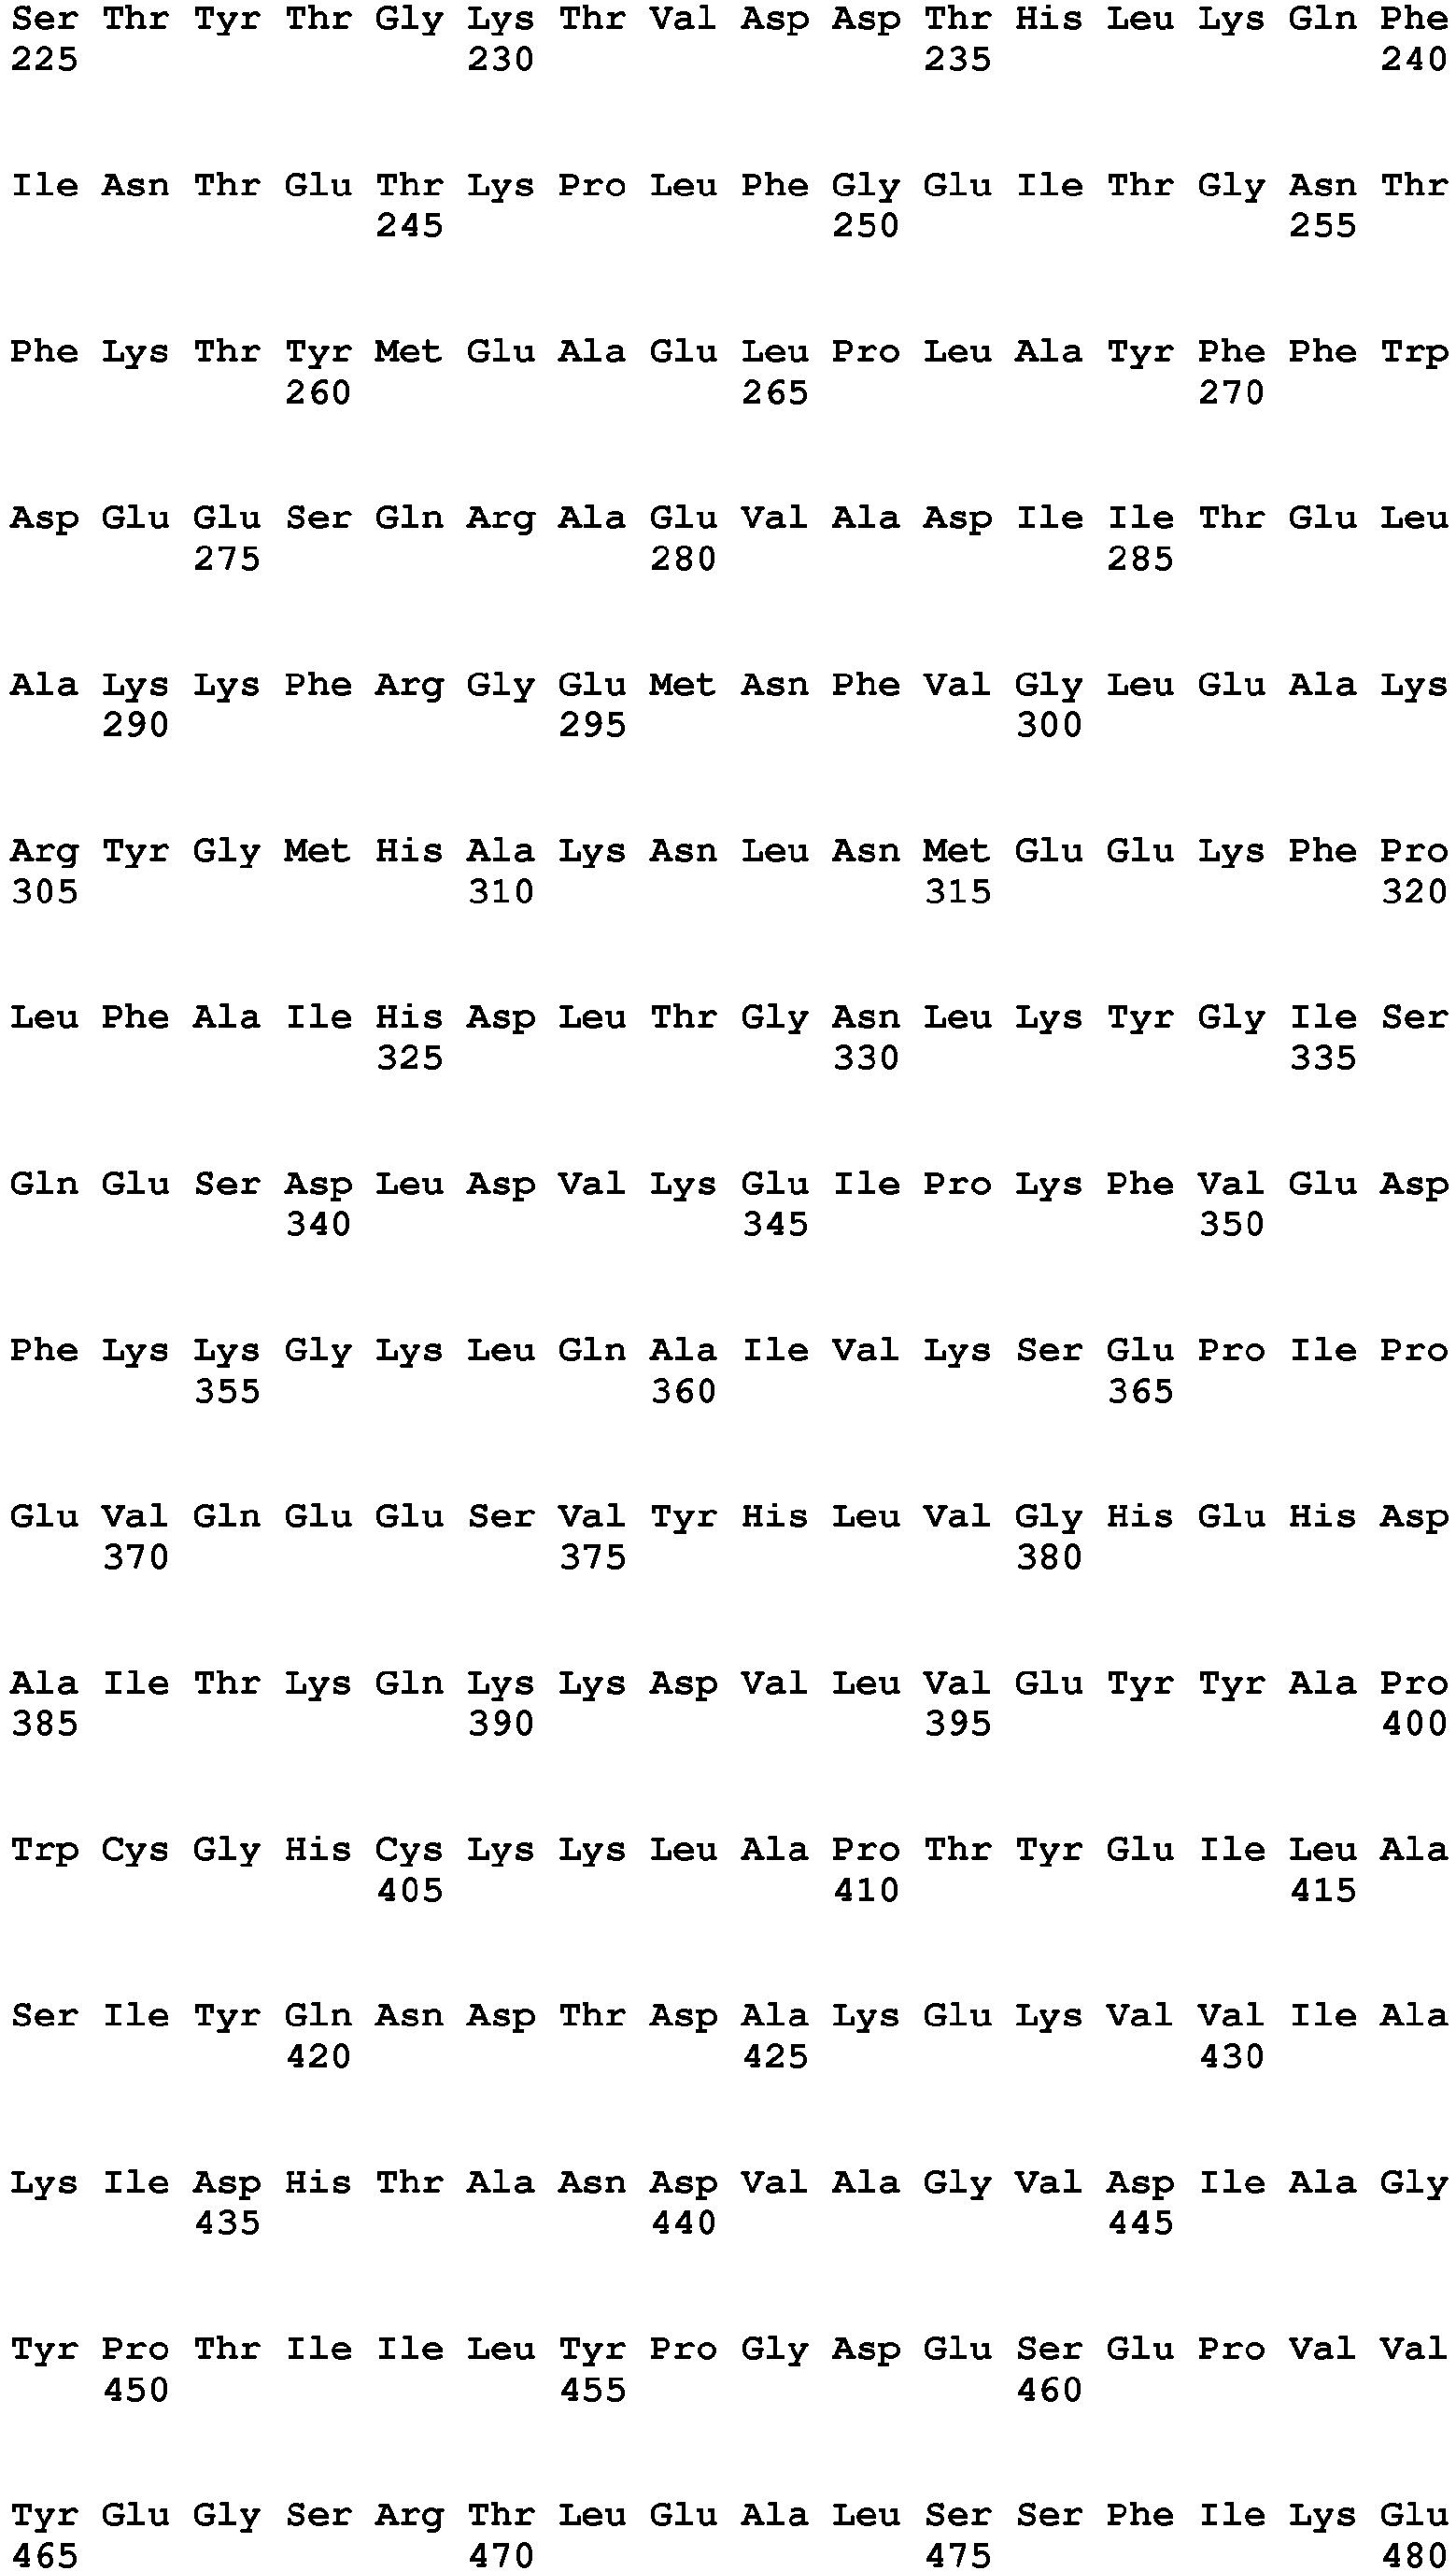 Ser Thr Tyr Thr Gly Lys Thr Val Asp Asp Thr His Leu Lys Gln Phe
225 230 235 240
Ile Asn Thr Glu Thr Lys Pro Leu Phe Gly Glu Ile Thr Gly Asn Thr
245 250 255
Phe Lys Thr Tyr Met Glu Ala Glu Leu Pro Leu Ala Tyr Phe Phe Trp
260 265 270
Asp Glu Glu Ser Gln Arg Ala Glu Val Ala Asp Ile Ile Thr Glu Leu
275 280 285
Ala Lys Lys Phe Arg Gly Glu Met Asn Phe Val Gly Leu Glu Ala Lys
290 295 300
Arg Tyr Gly Met His Ala Lys Asn Leu Asn Met Glu Glu Lys Phe Pro
305 310 315 320
Leu Phe Ala Ile His Asp Leu Thr Gly Asn Leu Lys Tyr Gly Ile Ser
325 330 335
Gln Glu Ser Asp Leu Asp Val Lys Glu Ile Pro Lys Phe Val Glu Asp
340 345 350
Phe Lys Lys Gly Lys Leu Gln Ala Ile Val Lys Ser Glu Pro Ile Pro
355 360 365
Glu Val Gln Glu Glu Ser Val Tyr His Leu Val Gly His Glu His Asp
370 375 380
Ala Ile Thr Lys Gln Lys Lys Asp Val Leu Val Glu Tyr Tyr Ala Pro
385 390 395 400
Trp Cys Gly His Cys Lys Lys Leu Ala Pro Thr Tyr Glu Ile Leu Ala
405 410 415
Ser Ile Tyr Gln Asn Asp Thr Asp Ala Lys Glu Lys Val Val Ile Ala
420 425 430
Lys Ile Asp His Thr Ala Asn Asp Val Ala Gly Val Asp Ile Ala Gly
435 440 445
Tyr Pro Thr Ile Ile Leu Tyr Pro Gly Asp Glu Ser Glu Pro Val Val
450 455 460
Tyr Glu Gly Ser Arg Thr Leu Glu Ala Leu Ser Ser Phe Ile Lys Glu
465 470 475 480